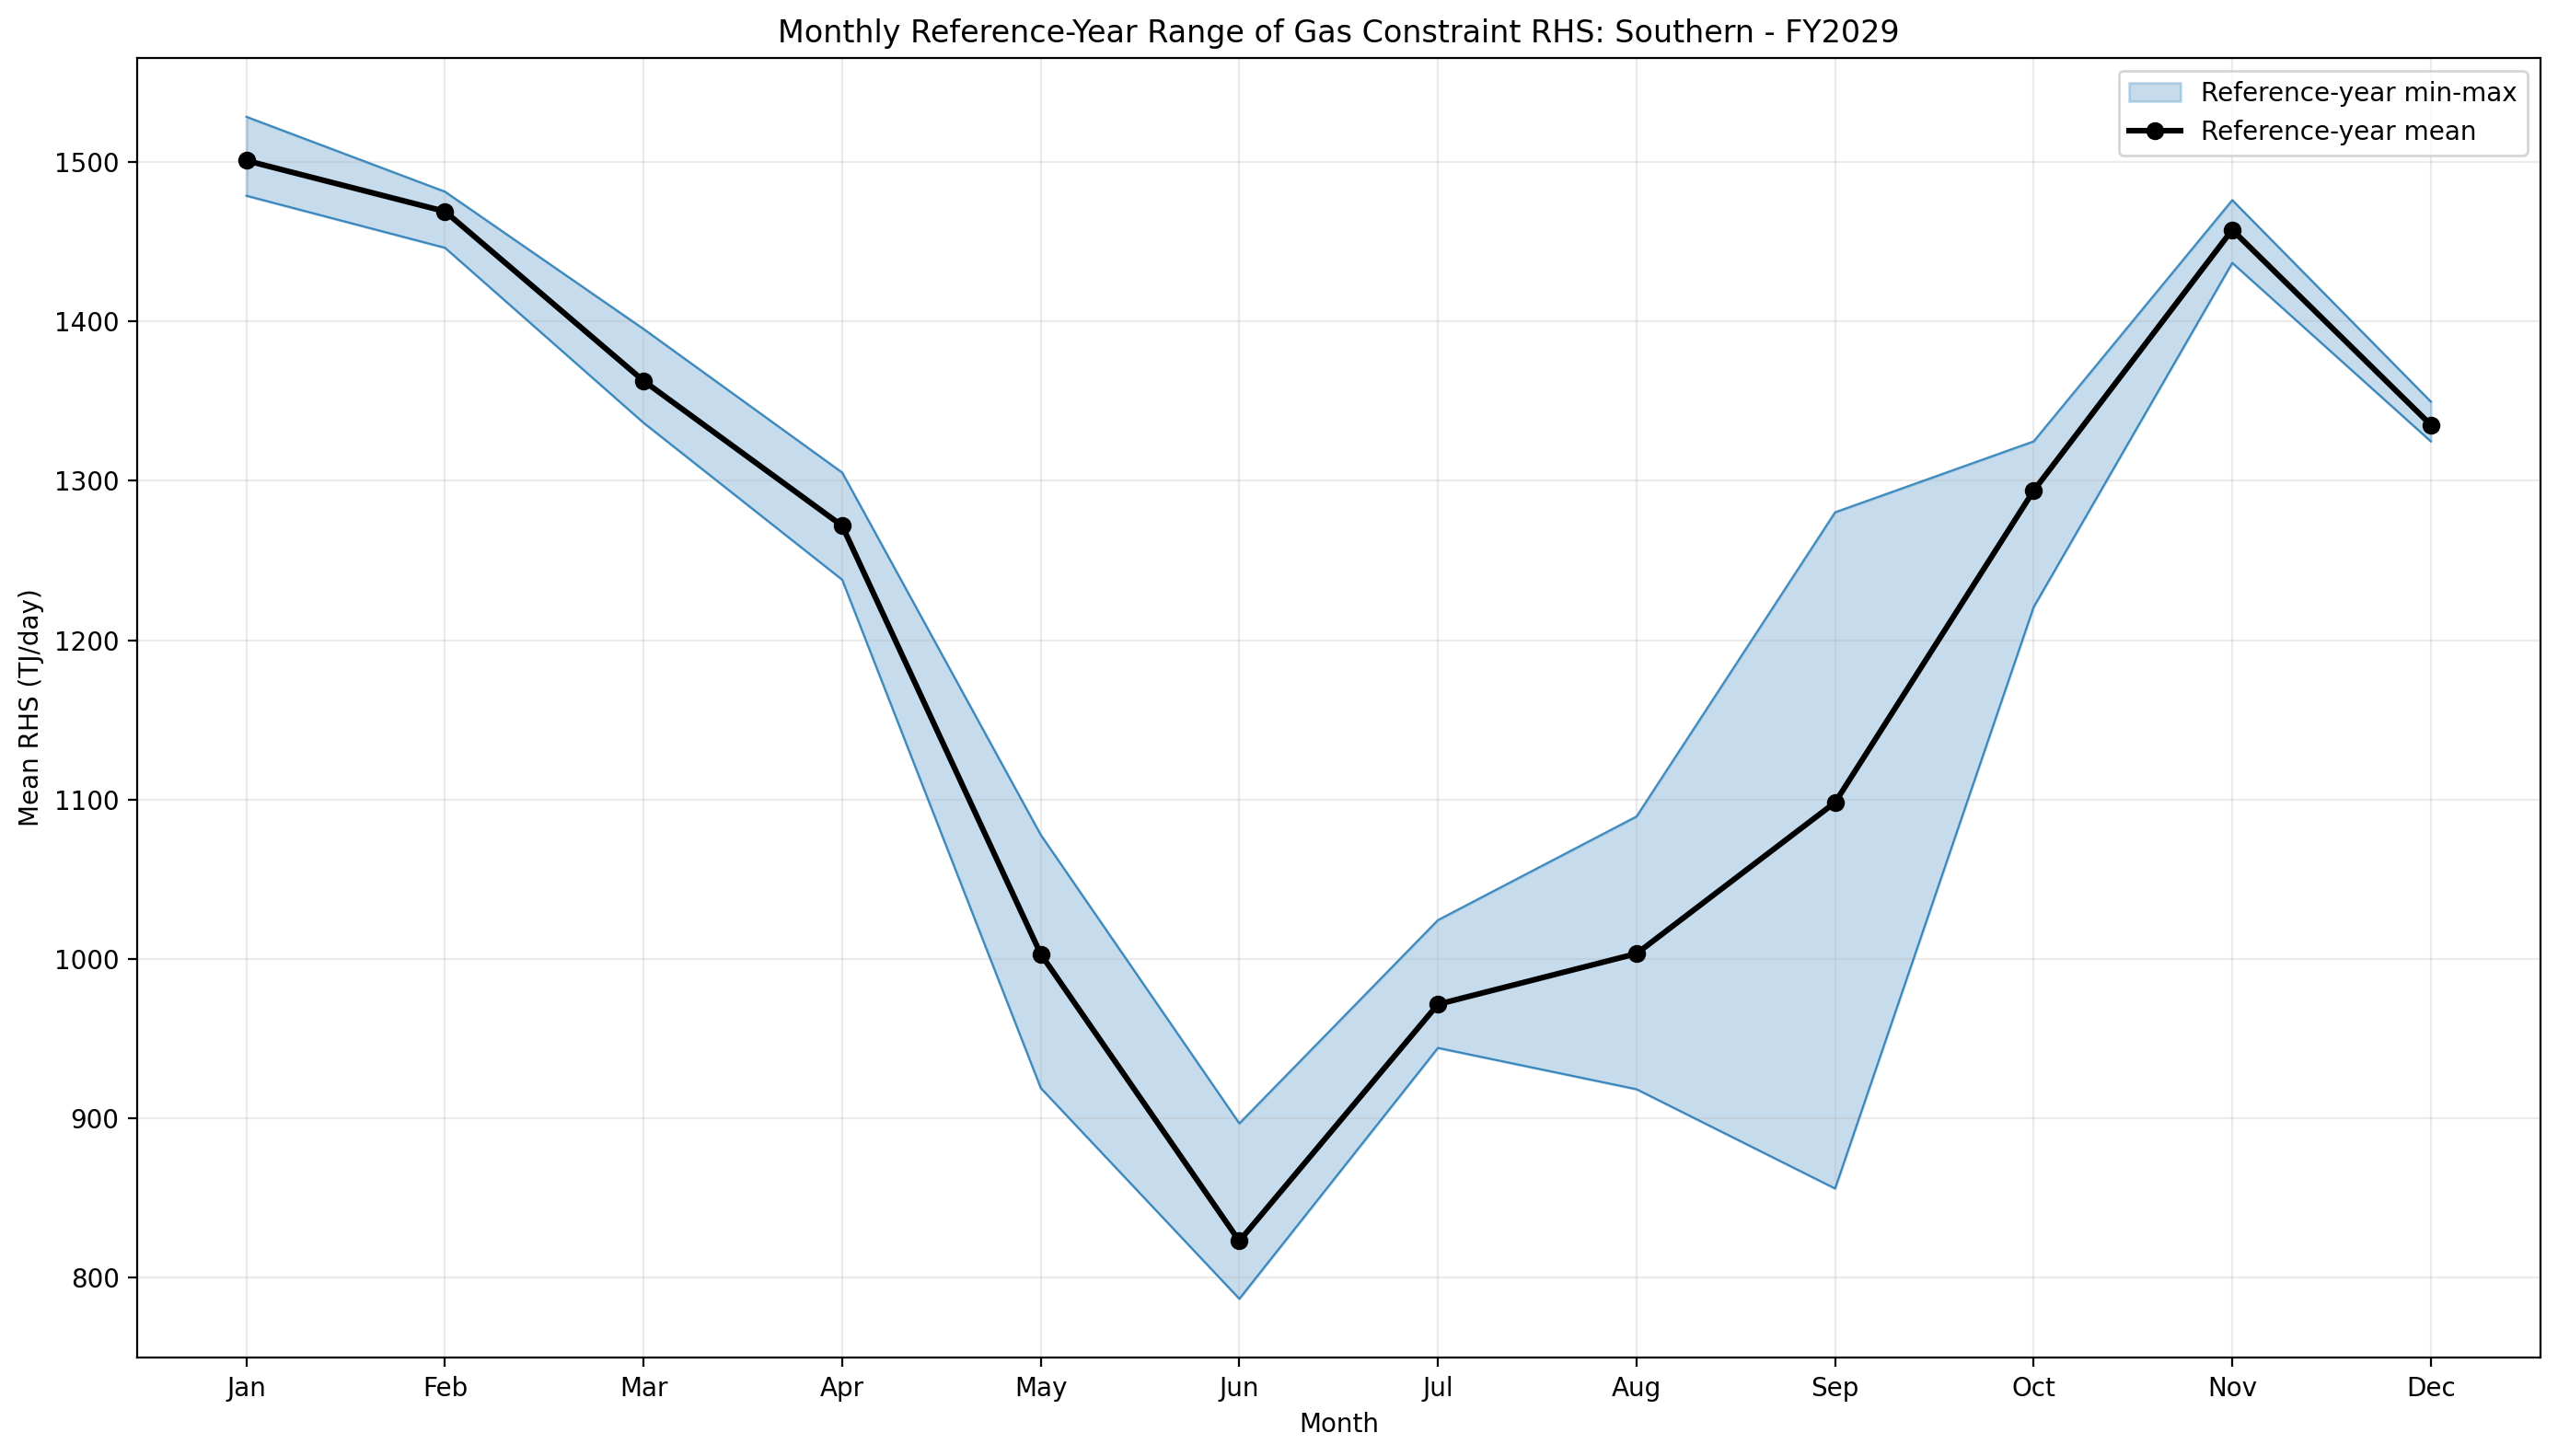 Monthly Reference-Year Range of Gas Constraint RHS: Southern - FY2029
Reference-year min-max
Reference-year mean
Mean RHS (TJ/day)
1500
1400
1300
1200
1100
1000
900
800
Jan Feb Mar Apr May Jun Jul Aug Sep Oct Nov Dec
Month